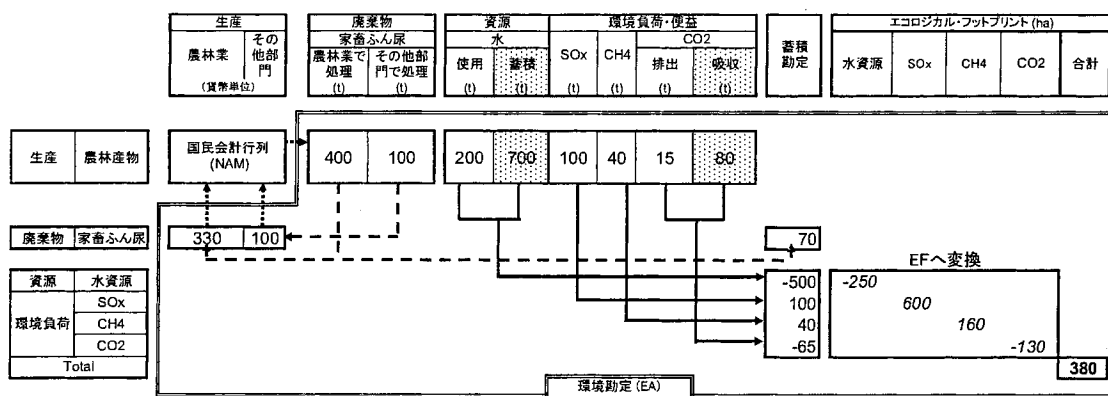 生産 廃棄物 資源 環境負荷・便益 蓄積勘定 エコロジカル・フットプリント (ha)
農林業 その他部門 家畜ふん尿 水 SOx CH4 CO2 水資源 SOx CH4 CO2 合計
(貨幣単位) 農林業で処理 その他部門で処理 使用 蓄積 排出 吸収
(t) (t) (t) (t) (t) (t) (t) (t)
生産 農林産物 国民会計行列 (NAM) 400 100 200 700 100 40 15 80
廃棄物 家畜ふん尿 330 100 70
EFへ変換
資源 水資源 -500 -250
環境負荷 SOx 100 600
CH4 40 160
CO2 -65 -130
Total 380
環境勘定 (EA)